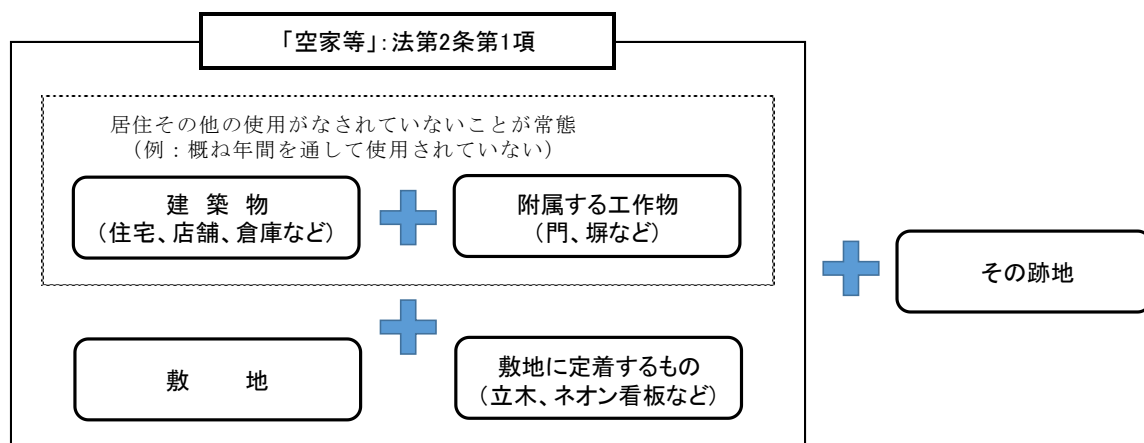 「空家等」:法第2条第1項
居住その他の使用がなされていないことが常態
（例：概ね年間を通して使用されていない）
建 築 物
(住宅、店舗、倉庫など)
附属する工作物
(門、塀など)
その跡地
敷 地
敷地に定着するもの
(立木、ネオン看板など)